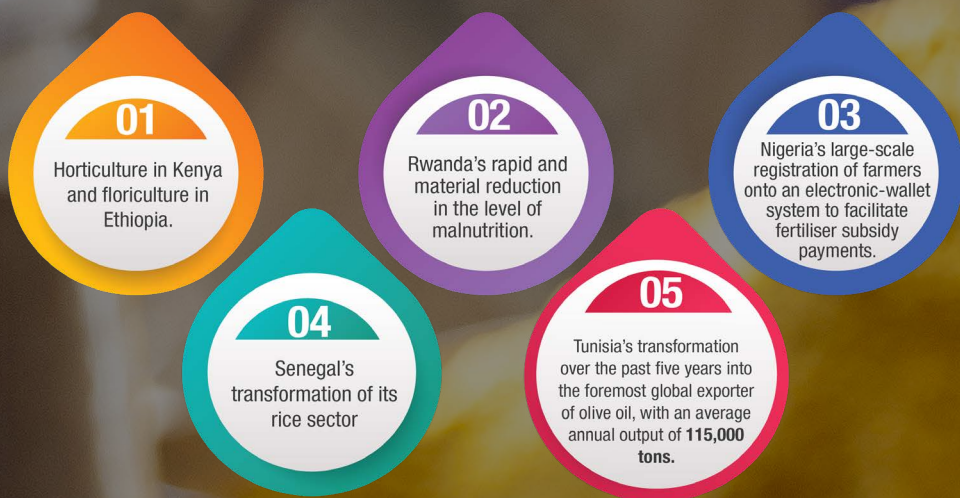 01
Horticulture in Kenya
and floriculture in
Ethiopia.
02
Rwanda's rapid and
material reduction
in the level of
malnutrition.
03
Nigeria's large-scale
registration of farmers
onto an electronic-wallet
system to facilitate
fertiliser subsidy
payments.
04
Senegal's
transformation of its
rice sector
05
Tunisia's transformation
over the past five years into
the foremost global exporter
of olive oil, with an average
annual output of 115,000
tons.